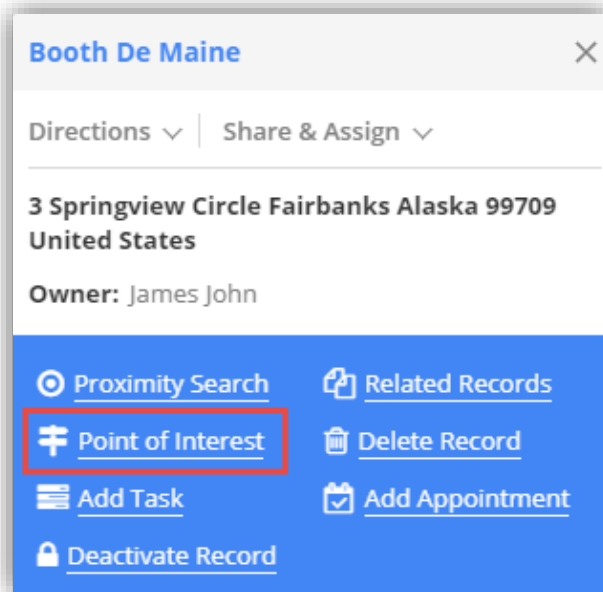 Booth De Maine
Directions Share & Assign
3 Springview Circle Fairbanks Alaska 99709
United States
Owner: James John
Proximity Search Related Records
Point of Interest Delete Record
Add Task Add Appointment
Deactivate Record